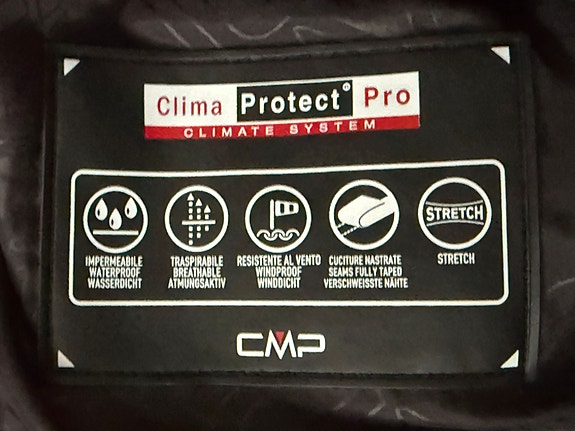 Clima Protect° Pro
CLIMATE SYSTEM
STRETCH
IMPERMEABILE
WATERPROOF
WASSERDICHT
TRASPIRABILE
BREATHABLE
ATMUNGSAKTIV
RESISTENTE AL VENTO
WINDPROOF
WINDDICHT
CUCITURE NASTRATE
SEAMS FULLY TAPED
VERSCHWEISSTE NÄHTE
STRETCH
CMP